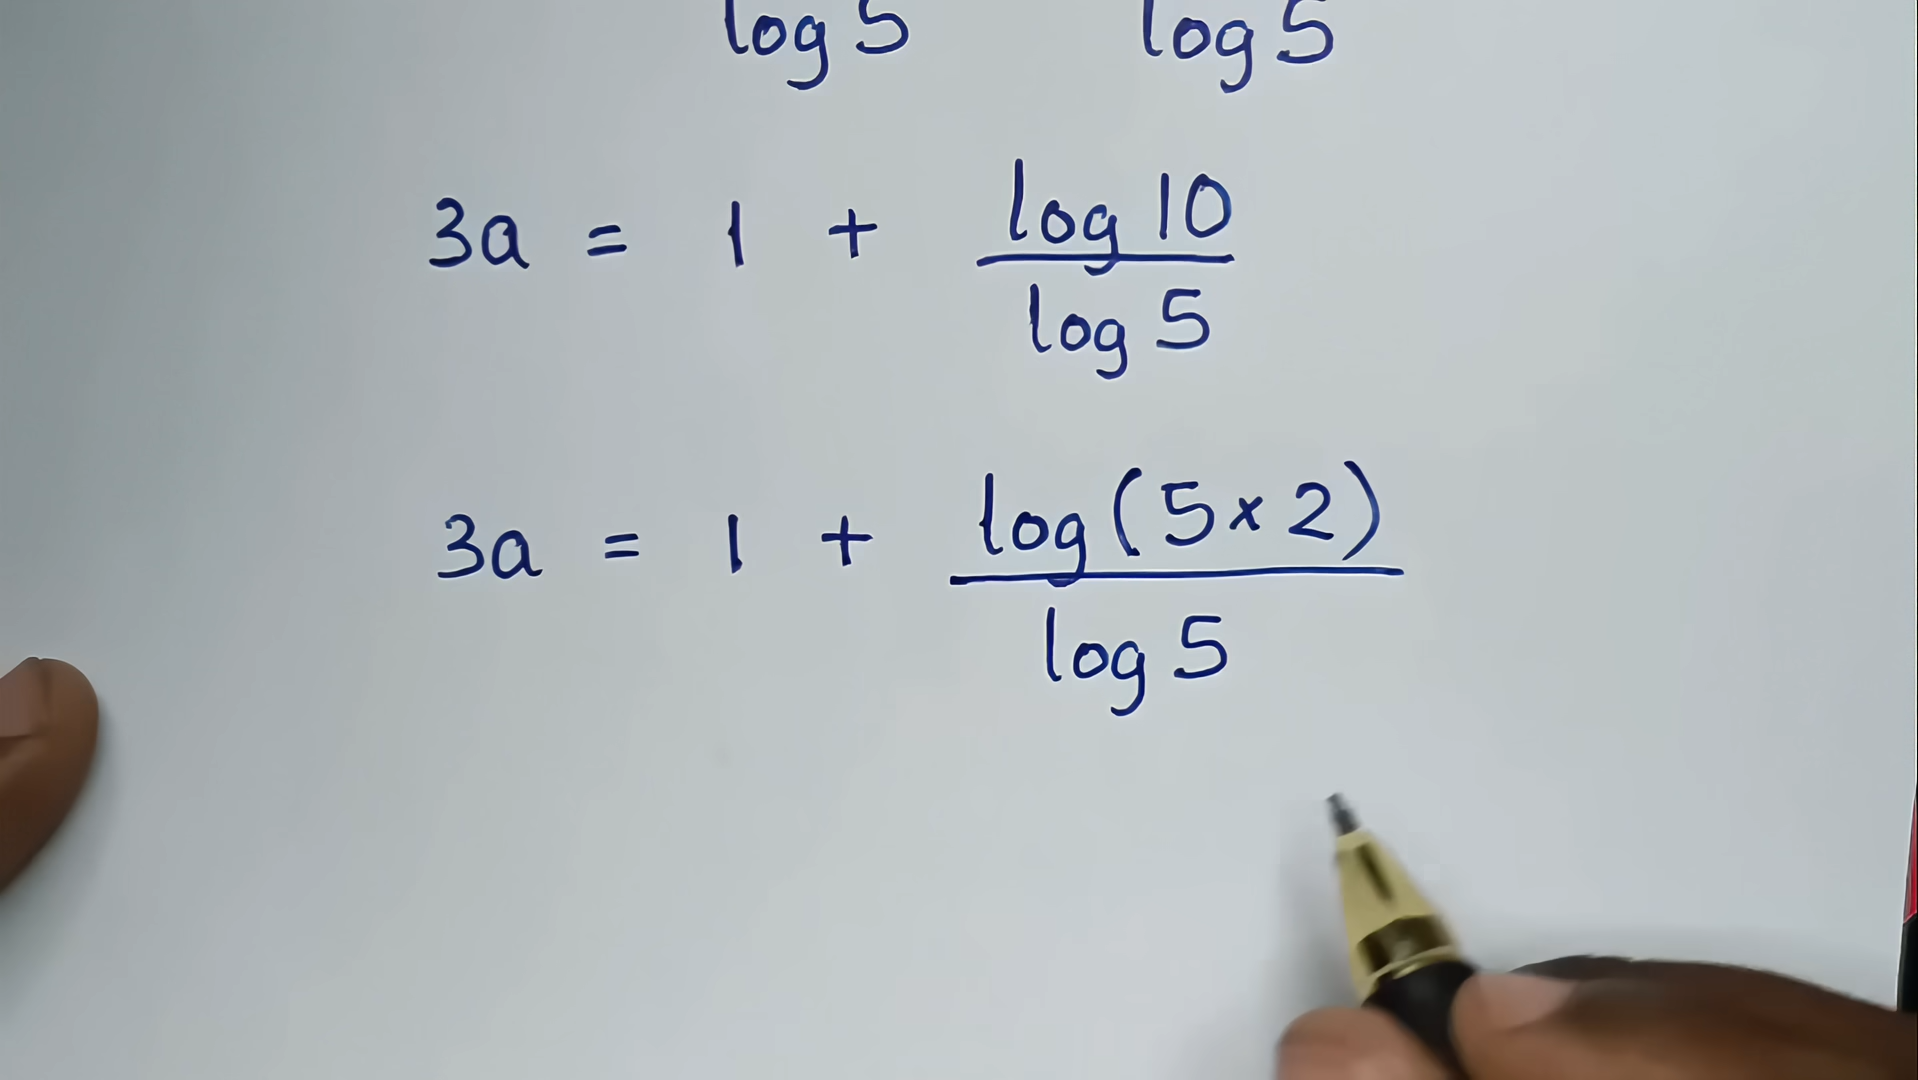 log 5 log 5
3a = 1 + log 10
log 5
3a = 1 + log (5 × 2)
log 5